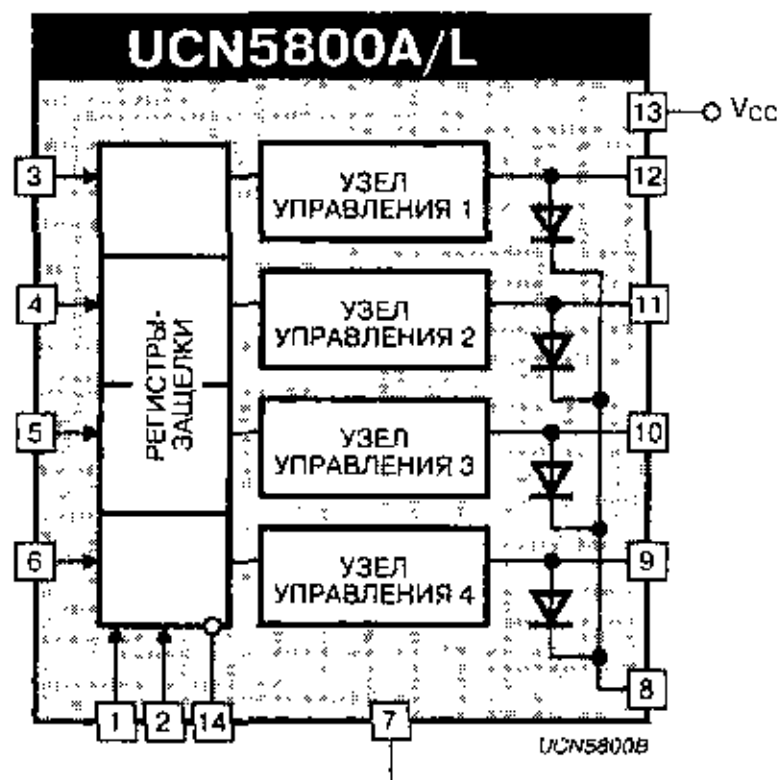 UCN5800A/L
13 VCC
3
УЗЕЛ
УПРАВЛЕНИЯ 1
12
4
УЗЕЛ
УПРАВЛЕНИЯ 2
11
РЕГИСТРЫ-
ЗАЩЕЛКИ
5
УЗЕЛ
УПРАВЛЕНИЯ 3
10
6
УЗЕЛ
УПРАВЛЕНИЯ 4
9
8
1 2 14 7
UCN5800B